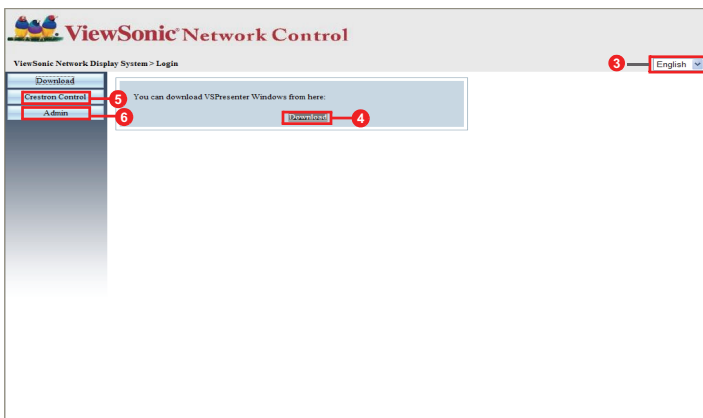 ViewSonic® Network Control
ViewSonic Network Display System > Login
3
English
Download
Crestron Control
5
You can download VSPresenter Windows from here:
Admin
6
Download
4